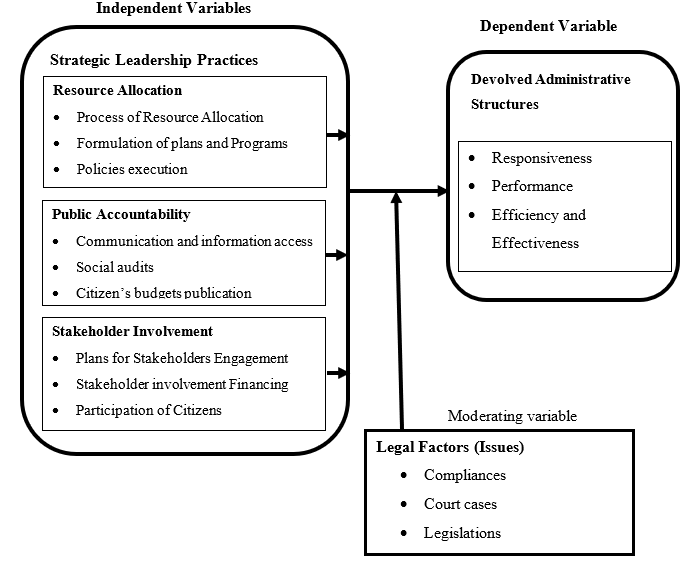 Independent Variables
Strategic Leadership Practices
Resource Allocation
• Process of Resource Allocation
• Formulation of plans and Programs
• Policies execution
Public Accountability
• Communication and information access
• Social audits
• Citizen's budgets publication
Stakeholder Involvement
• Plans for Stakeholders Engagement
• Stakeholder involvement Financing
• Participation of Citizens
Dependent Variable
Devolved Administrative
Structures
• Responsiveness
• Performance
• Efficiency and
Effectiveness
Moderating variable
Legal Factors (Issues)
• Compliances
• Court cases
• Legislations